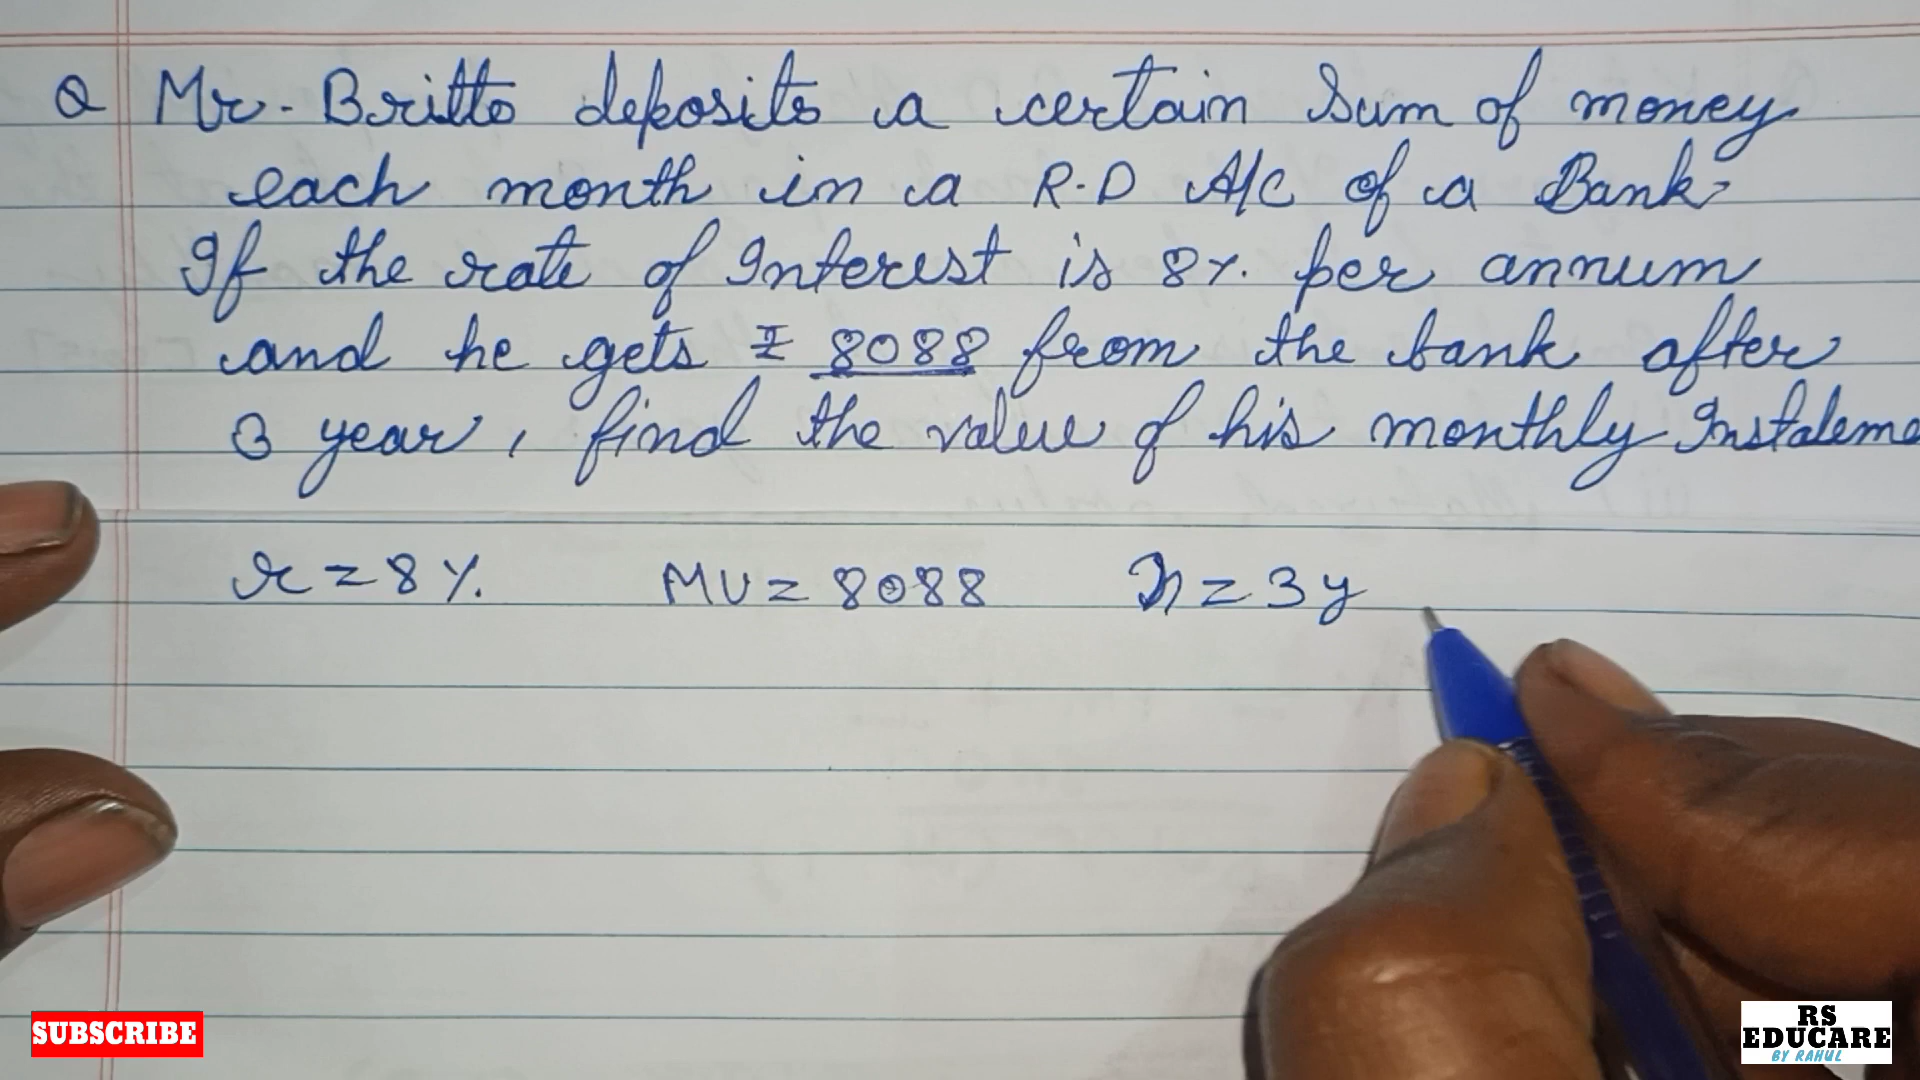 Q Mr. Britto deposits a certain Sum of money
each month in a R.D A/C of a Bank.
If the rate of Interest is 8%. per annum
and he gets ₹ 8088 from the bank after
3 year, find the value of his monthly Instaleme
r = 8%.
MV = 8088
n = 3y
SUBSCRIBE
RS
EDUCARE
BY RAHUL